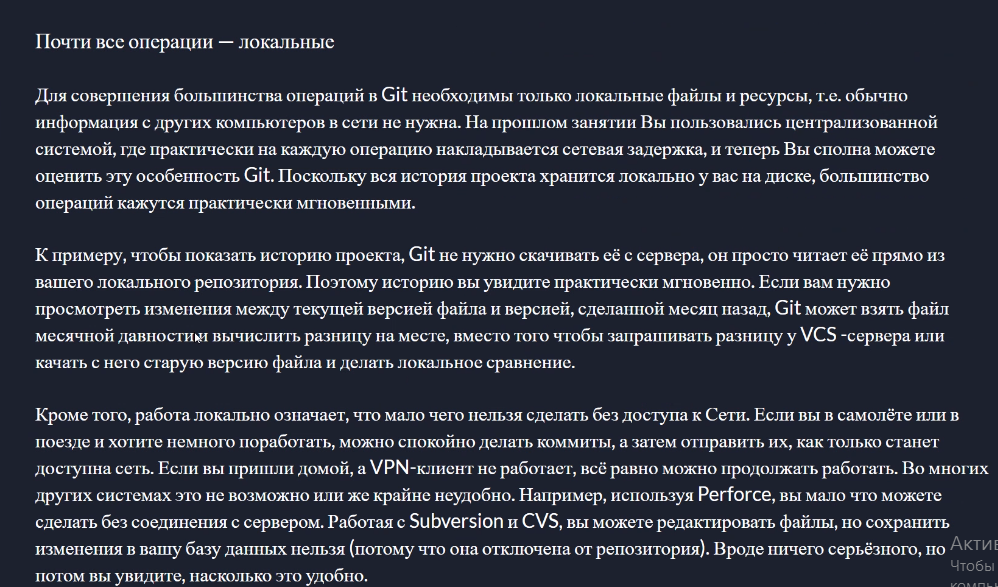 Почти все операции — локальные
Для совершения большинства операций в Git необходимы только локальные файлы и ресурсы, т.е. обычно
информация с других компьютеров в сети не нужна. На прошлом занятии Вы пользовались централизованной
системой, где практически на каждую операцию накладывается сетевая задержка, и теперь Вы сполна можете
оценить эту особенность Git. Поскольку вся история проекта хранится локально у вас на диске, большинство
операций кажутся практически мгновенными.
К примеру, чтобы показать историю проекта, Git не нужно скачивать её с сервера, он просто читает её прямо из
вашего локального репозитория. Поэтому историю вы увидите практически мгновенно. Если вам нужно
просмотреть изменения между текущей версией файла и версией, сделанной месяц назад, Git может взять файл
месячной давности и вычислить разницу на месте, вместо того чтобы запрашивать разницу у VCS -сервера или
качать с него старую версию файла и делать локальное сравнение.
Кроме того, работа локально означает, что мало чего нельзя сделать без доступа к Сети. Если вы в самолёте или в
поезде и хотите немного поработать, можно спокойно делать коммиты, а затем отправить их, как только станет
доступна сеть. Если вы пришли домой, а VPN-клиент не работает, всё равно можно продолжать работать. Во многих
других системах это не возможно или же крайне неудобно. Например, используя Perforce, вы мало что можете
сделать без соединения с сервером. Работая с Subversion и CVS, вы можете редактировать файлы, но сохранить
изменения в вашу базу данных нельзя (потому что она отключена от репозитория). Вроде ничего серьёзного, но
потом вы увидите, насколько это удобно.
Актив
Чтобы